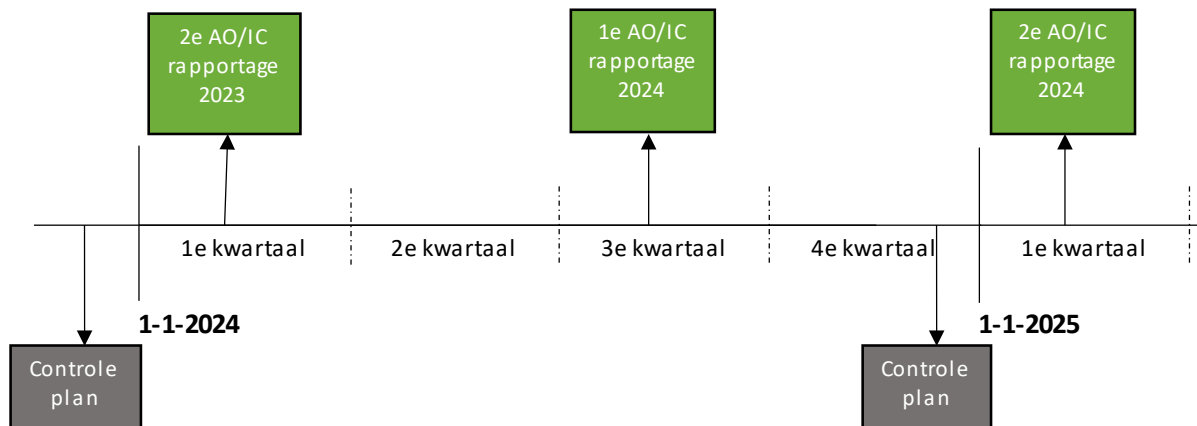 2e AO/IC
rapportage
2023
1e AO/IC
rapportage
2024
2e AO/IC
rapportage
2024
1e kwartaal
2e kwartaal
3e kwartaal
4e kwartaal
1e kwartaal
1-1-2024
1-1-2025
Controle
plan
Controle
plan